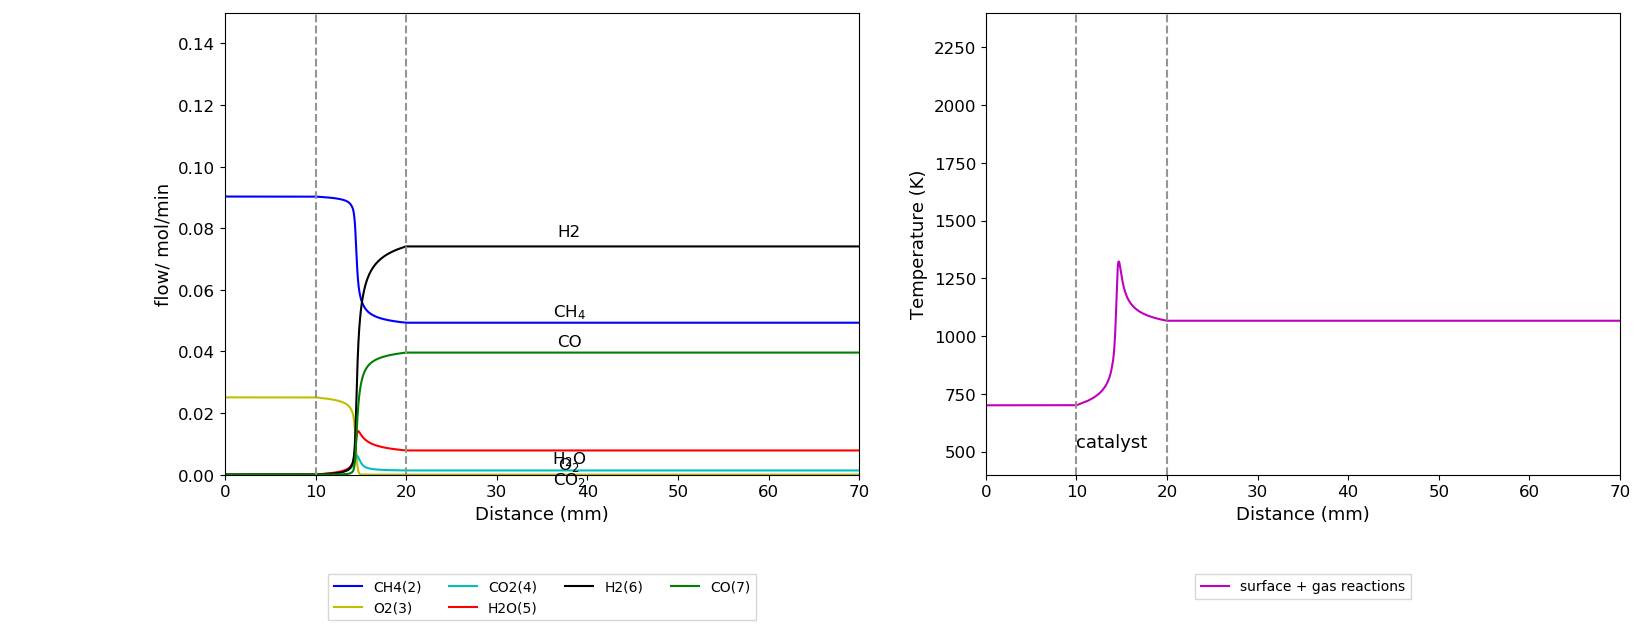 flow/ mol/min
0.14
0.12
0.10
0.08
0.06
0.04
0.02
0.00
H2
CH₄
CO
H₂O
O₂
CO₂
0 10 20 30 40 50 60 70
Distance (mm)
CH4(2) CO2(4) H2(6) CO(7)
O2(3) H2O(5)
Temperature (K)
2250
2000
1750
1500
1250
1000
750
500
catalyst
0 10 20 30 40 50 60 70
Distance (mm)
surface + gas reactions